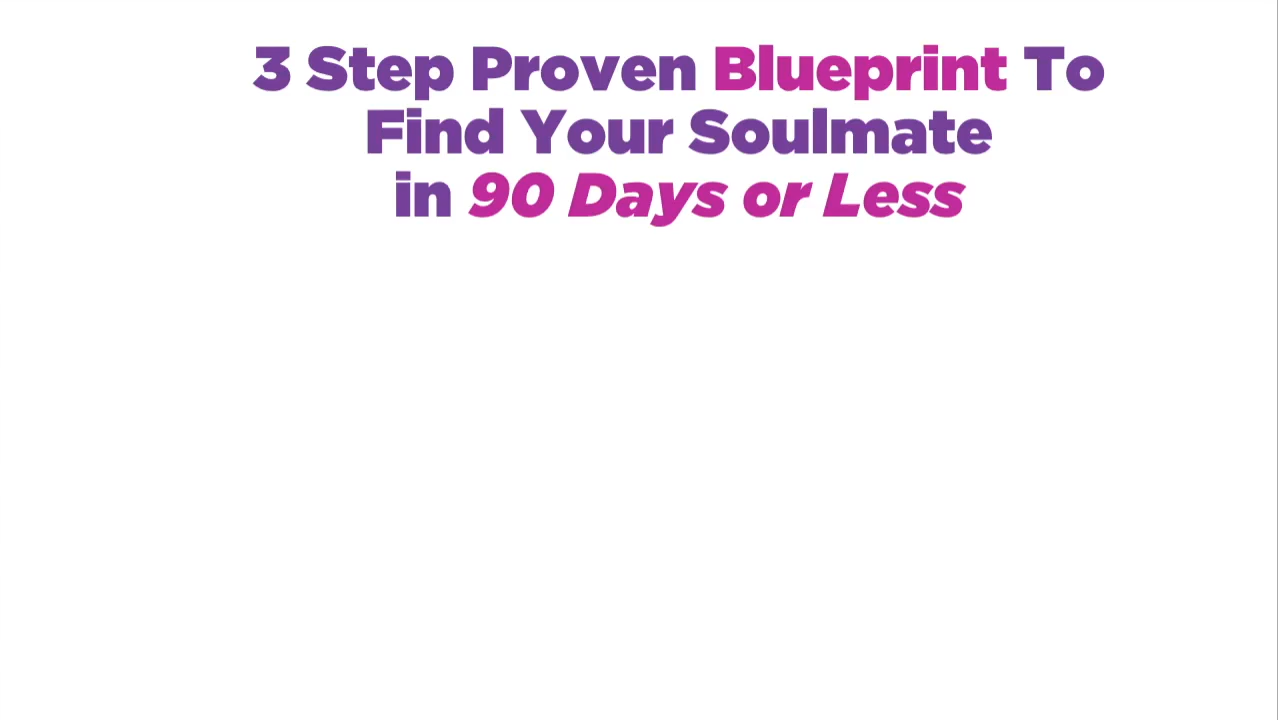 3 Step Proven Blueprint To
Find Your Soulmate
in 90 Days or Less